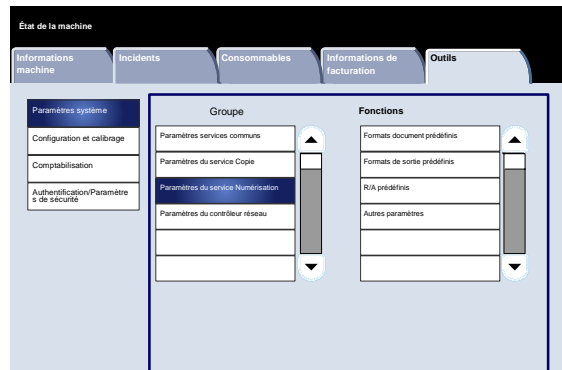 État de la machine
Informations machine
Incidents
Consommables
Informations de facturation
Outils
Paramètres système
Configuration et calibrage
Comptabilisation
Authentification/Paramètre
s de sécurité
Groupe
Paramètres services communs
Paramètres du service Copie
Paramètres du service Numérisation
Paramètres du contrôleur réseau
Fonctions
Formats document prédéfinis
Formats de sortie prédéfinis
R/A prédéfinis
Autres paramètres